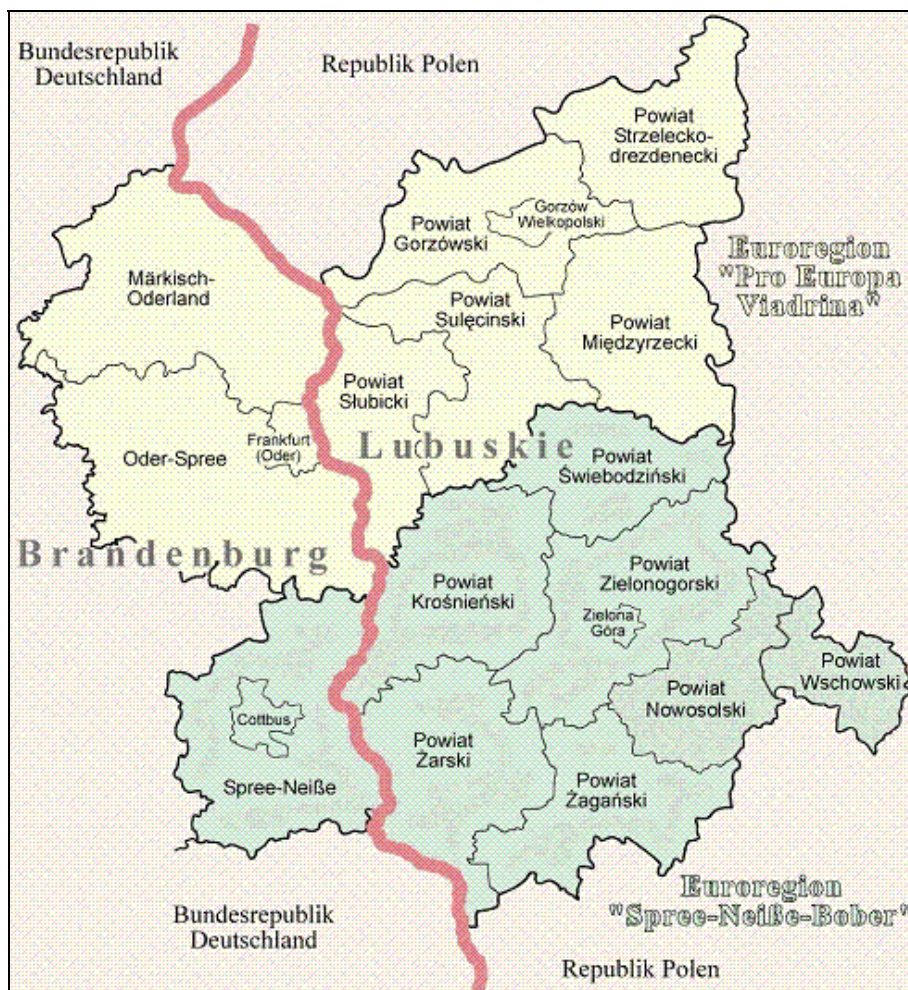 Bundesrepublik
Deutschland
Republik Polen
Powiat
Strzelecko-
drezdenecki
Gorzów
Wielkopolski
Powiat
Gorzówski
Euroregion
"Pro Europa
Viadrina"
Märkisch-
Oderland
Powiat
Sulęcinski
Powiat
Międzyrzecki
Powiat
Słubicki
Frankfurt
(Oder)
Oder-Spree
Lubuskie
Powiat
Świebodziński
Brandenburg
Powiat
Krośnieński
Powiat
Zielonogorski
Zielona
Góra
Powiat
Wschowski
Powiat
Nowosolski
Cottbus
Powiat
Żarski
Spree-Neiße
Powiat
Żagański
Euroregion
"Spree-Neiße-Bober"
Bundesrepublik
Deutschland
Republik Polen